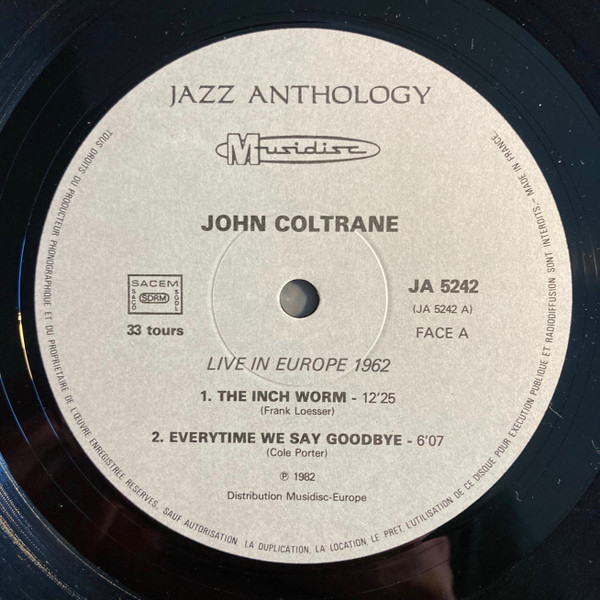 JAZZ ANTHOLOGY
Musidisc
JOHN COLTRANE
SACEM
SACD
SDRM
SGDL
33 tours
JA 5242
(JA 5242 A)
FACE A
LIVE IN EUROPE 1962
1. THE INCH WORM - 12'25
(Frank Loesser)
2. EVERYTIME WE SAY GOODBYE - 6'07
(Cole Porter)
℗ 1982
Distribution Musidisc-Europe
TOUS DROITS DU PRODUCTEUR PHONOGRAPHIQUE ET DU PROPRIETAIRE DE L'ŒUVRE ENREGISTREE RESERVES, SAUF AUTORISATION, LA DUPLICATION, LA LOCATION, LE PRET, L'UTILISATION DE CE DISQUE POUR EXECUTION PUBLIQUE ET RADIODIFFUSION SONT INTERDITS - MADE IN FRANCE.